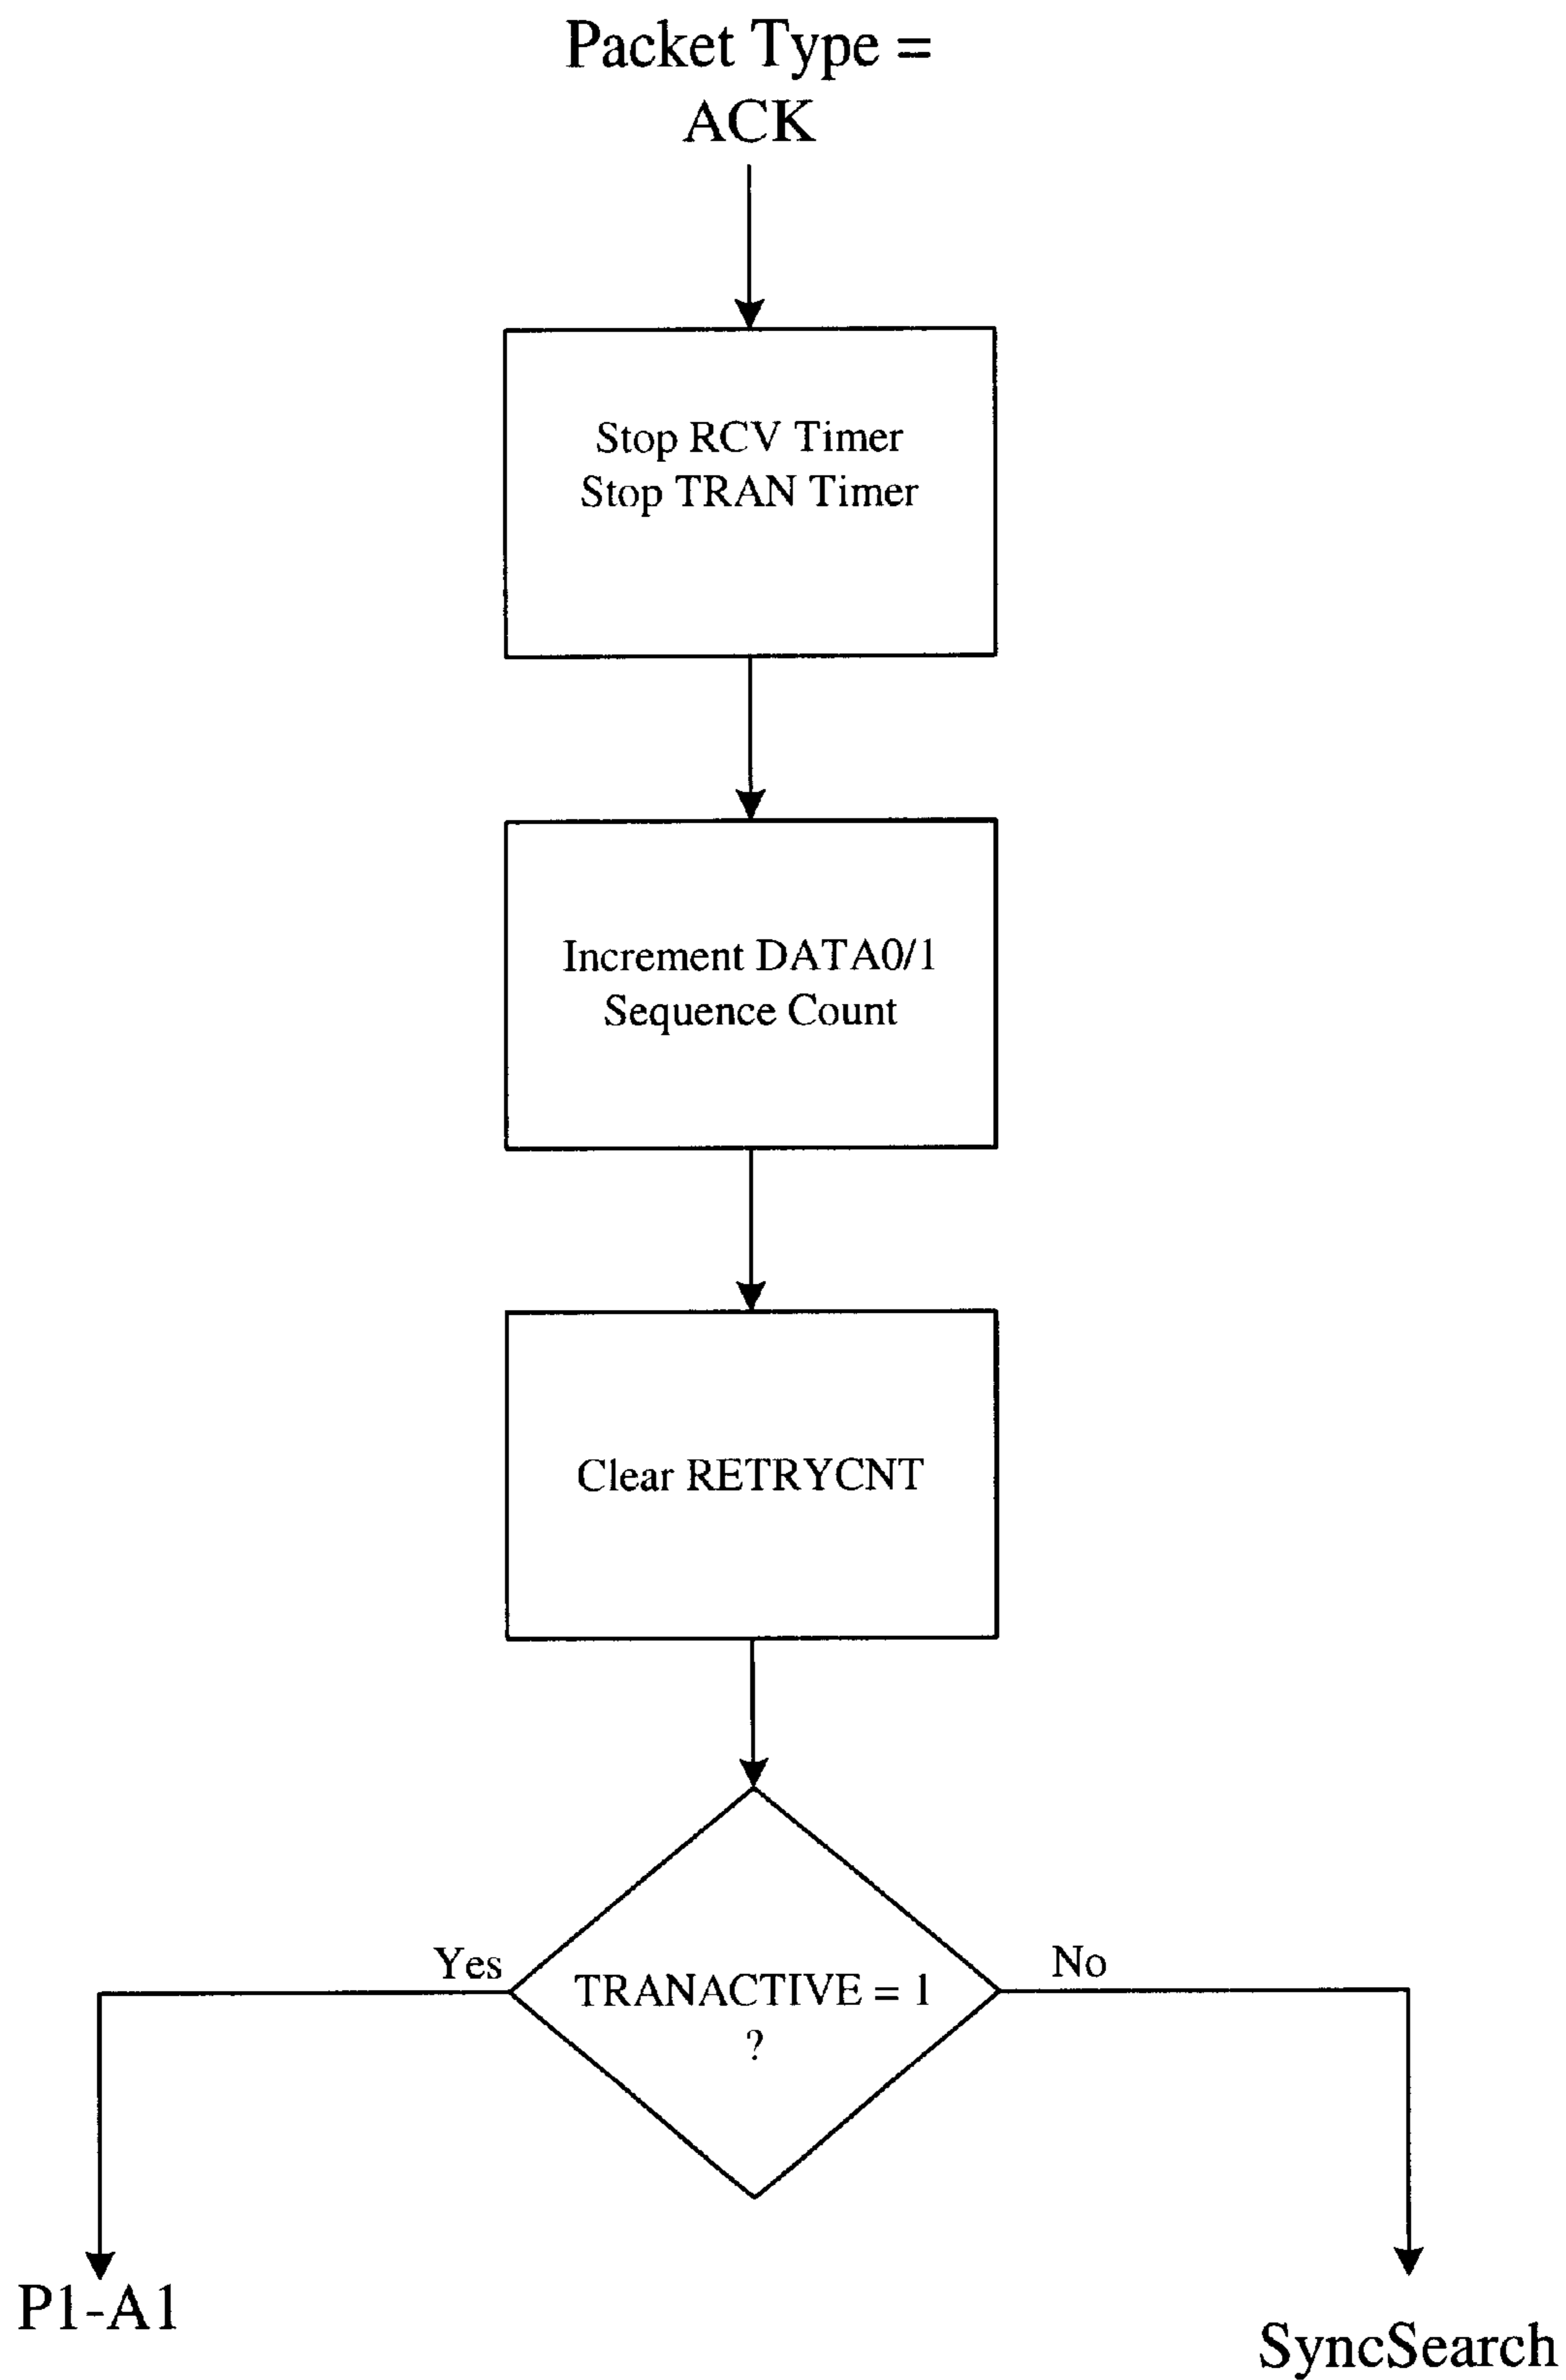 Packet Type =
ACK
Stop RCV Timer
Stop TRAN Timer
Increment DATA0/1
Sequence Count
Clear RETRYCNT
Yes
No
TRANACTIVE = 1
?
P1-A1
SyncSearch